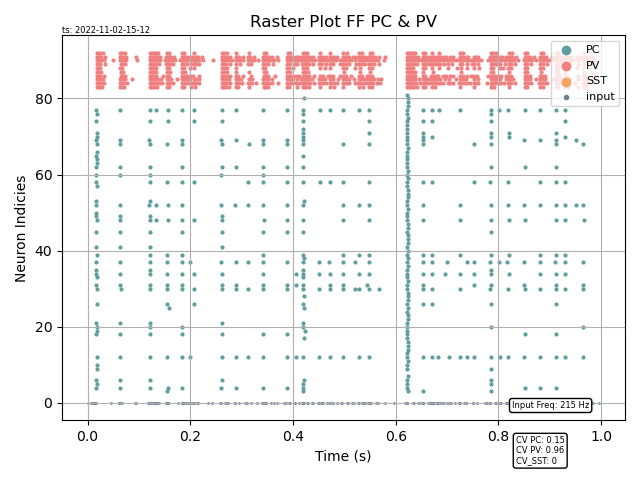 Raster Plot FF PC & PV
ts: 2022-11-02-15-12
PC
PV
SST
input
80
60
40
20
0
Neuron Indicies
Input Freq: 215 Hz
0.0 0.2 0.4 0.6 0.8 1.0
Time (s)
CV PC: 0.15
CV PV: 0.96
CV_SST: 0